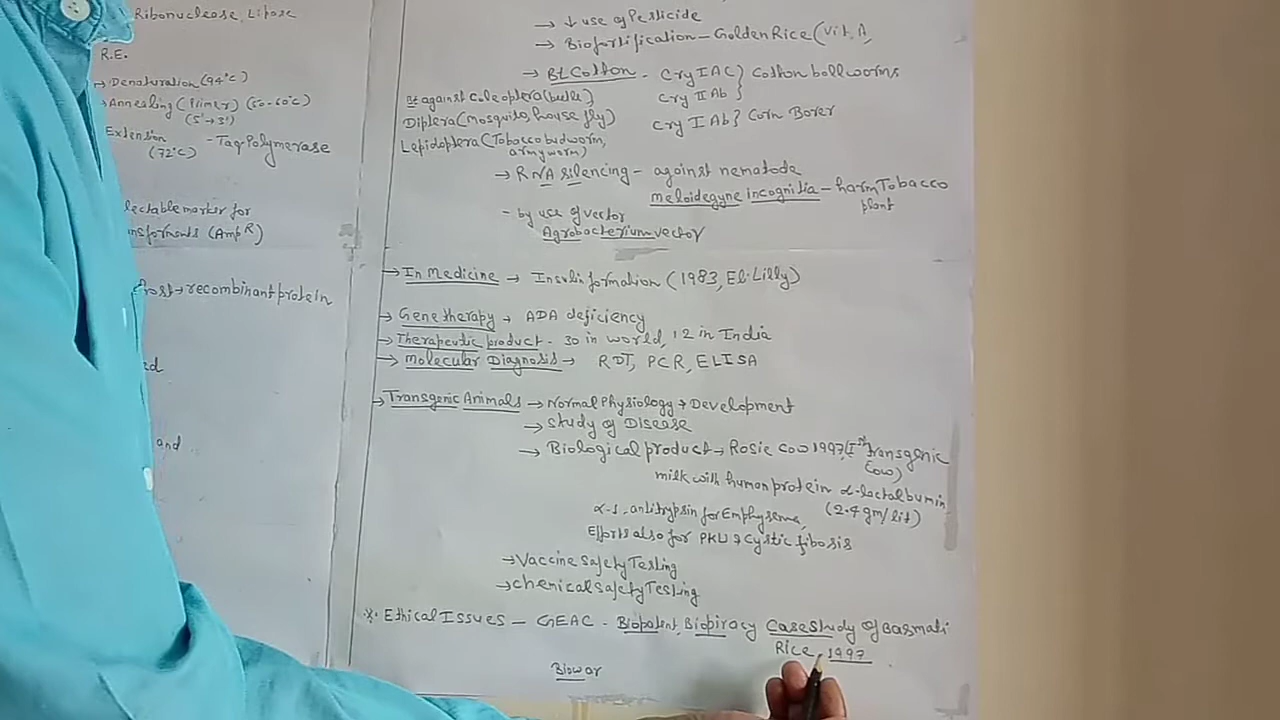 Ribonuclease, Lipase
R.E.
→ Denaturation (94°c)
→ Annealing (Primer) (50-60°c)
(5'→3')
Extension - Taq Polymerase
(72°c)
lectable marker for
nsforments (Amp R)
host → recombinant protein
and
→ ↓ use of Pesticide
→ Biofortification - Golden Rice (Vit. A,
→ Bt Cotton - Cry I AC } Cotton bollworms
Cry II Ab }
Bt against Coleoptera (beetle)
Diptera (mosquito, house fly) Cry I Ab } Corn Borer
Lepidoptera (Tobacco budworm,
armyworm)
→ RNA silencing - against nematode
meloidegyne incognitia - harm Tobacco
plant
- by use of vector
Agrobacterium vector
→ In Medicine → Insulin formation (1983, Eli Lilly)
→ Gene therapy → ADA deficiency
→ Therapeutic product - 30 in world, 12 in India
→ Molecular Diagnosis → RDT, PCR, ELISA
→ Transgenic Animals → Normal Physiology & Development
→ Study of Disease
→ Biological product → Rosie Cow 1997, (Ist transgenic
Cow)
milk with human protein α-lactalbumin
(2.4 gm/lit)
α-1-antitrypsin for Emphysema,
Efforts also for PKU & Cystic fibosis
→ Vaccine Safety Testing
→ Chemical Safety Testing
*. Ethical Issues - GEAC - Biopatent, Biopiracy Case Study of Basmati
Rice - 1997
Biowar